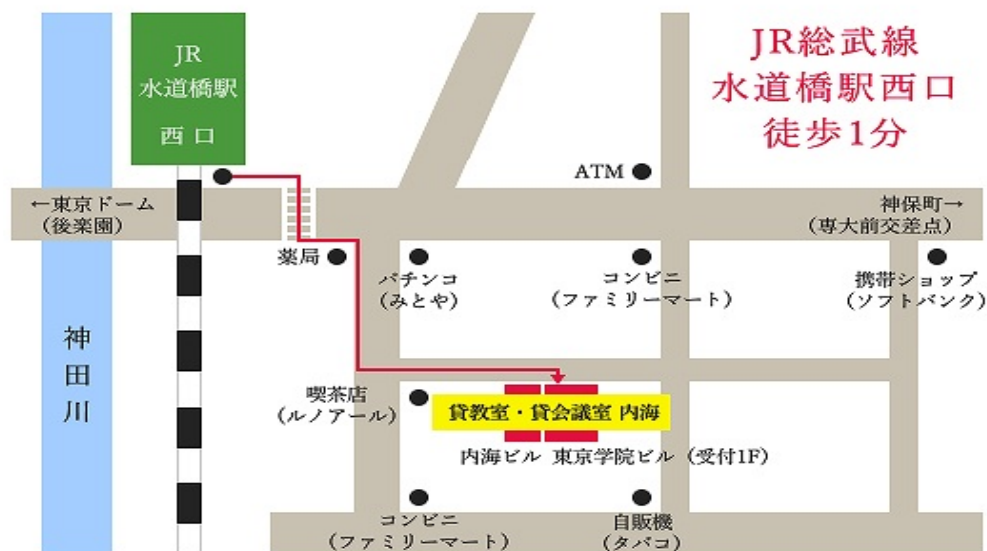 JR
水道橋駅
西 口
JR総武線
水道橋駅西口
徒歩1分
ATM
←東京ドーム
(後楽園)
神保町→
(専大前交差点)
薬局
パチンコ
(みとや)
コンビニ
(ファミリーマート)
携帯ショップ
(ソフトバンク)
神田川
喫茶店
(ルノアール)
貸教室・貸会議室 内海
内海ビル 東京学院ビル (受付1F)
コンビニ
(ファミリーマート)
自販機
(タバコ)